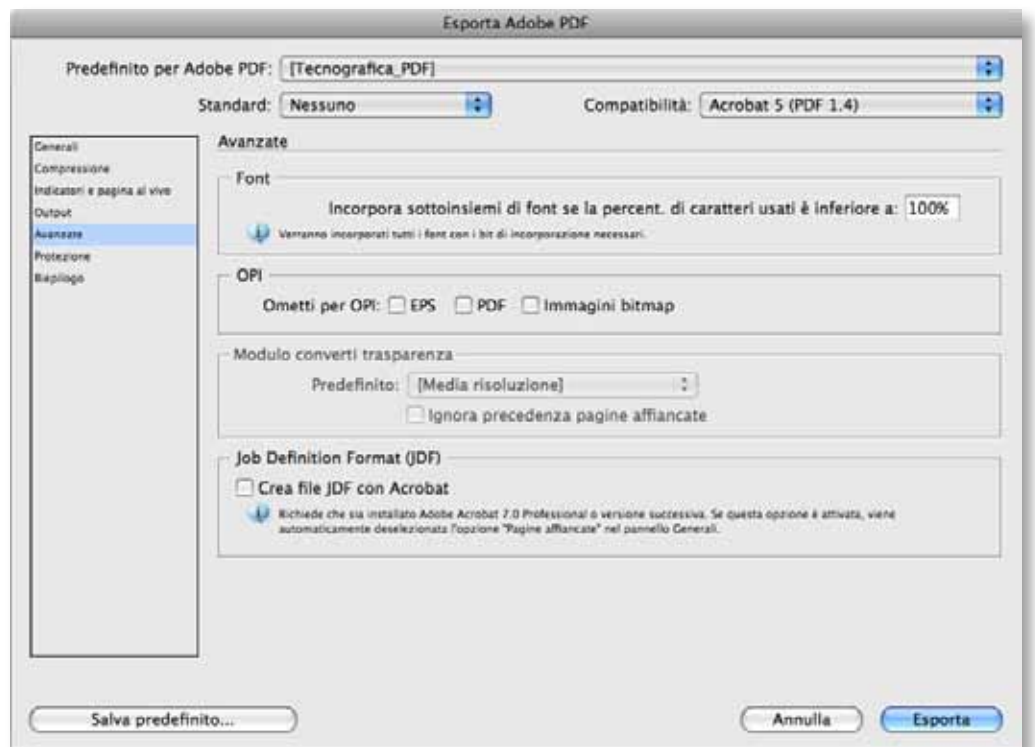 Esporta Adobe PDF
Predefinito per Adobe PDF: [Tecnografica_PDF]
Standard: Nessuno Compatibilità: Acrobat 5 (PDF 1.4)
Generali
Compressione
Indicatori e pagina al vivo
Output
Avanzate
Protezione
Riepilogo
Avanzate
Font
Incorpora sottoinsiemi di font se la percent. di caratteri usati è inferiore a: 100%
Verranno incorporati tutti i font con i bit di incorporazione necessari.
OPI
Ometti per OPI: EPS PDF Immagini bitmap
Modulo converti trasparenza
Predefinito: [Media risoluzione]
Ignora precedenza pagine affiancate
Job Definition Format (JDF)
Crea file JDF con Acrobat
Richiede che sia installato Adobe Acrobat 7.0 Professional o versione successiva. Se questa opzione è attivata, viene
automaticamente deselezionata l'opzione "Pagine affiancate" nel pannello Generali.
Salva predefinito... Annulla Esporta